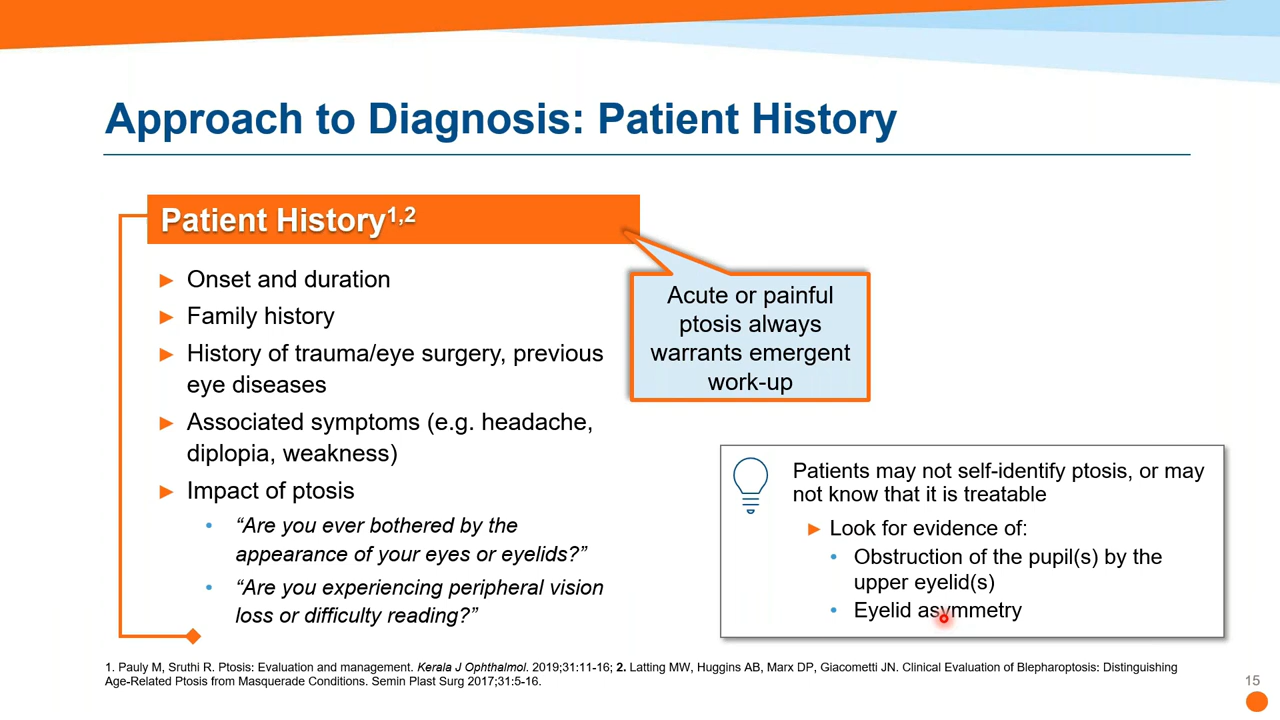 Approach to Diagnosis: Patient History
Patient History1,2
► Onset and duration
► Family history
► History of trauma/eye surgery, previous
eye diseases
► Associated symptoms (e.g. headache,
diplopia, weakness)
► Impact of ptosis
• “Are you ever bothered by the
appearance of your eyes or eyelids?”
• “Are you experiencing peripheral vision
loss or difficulty reading?”
Acute or painful
ptosis always
warrants emergent
work-up
Patients may not self-identify ptosis, or may
not know that it is treatable
► Look for evidence of:
• Obstruction of the pupil(s) by the
upper eyelid(s)
• Eyelid asymmetry
1. Pauly M, Sruthi R. Ptosis: Evaluation and management. Kerala J Ophthalmol. 2019;31:11-16; 2. Latting MW, Huggins AB, Marx DP, Giacometti JN. Clinical Evaluation of Blepharoptosis: Distinguishing
Age-Related Ptosis from Masquerade Conditions. Semin Plast Surg 2017;31:5-16.
15